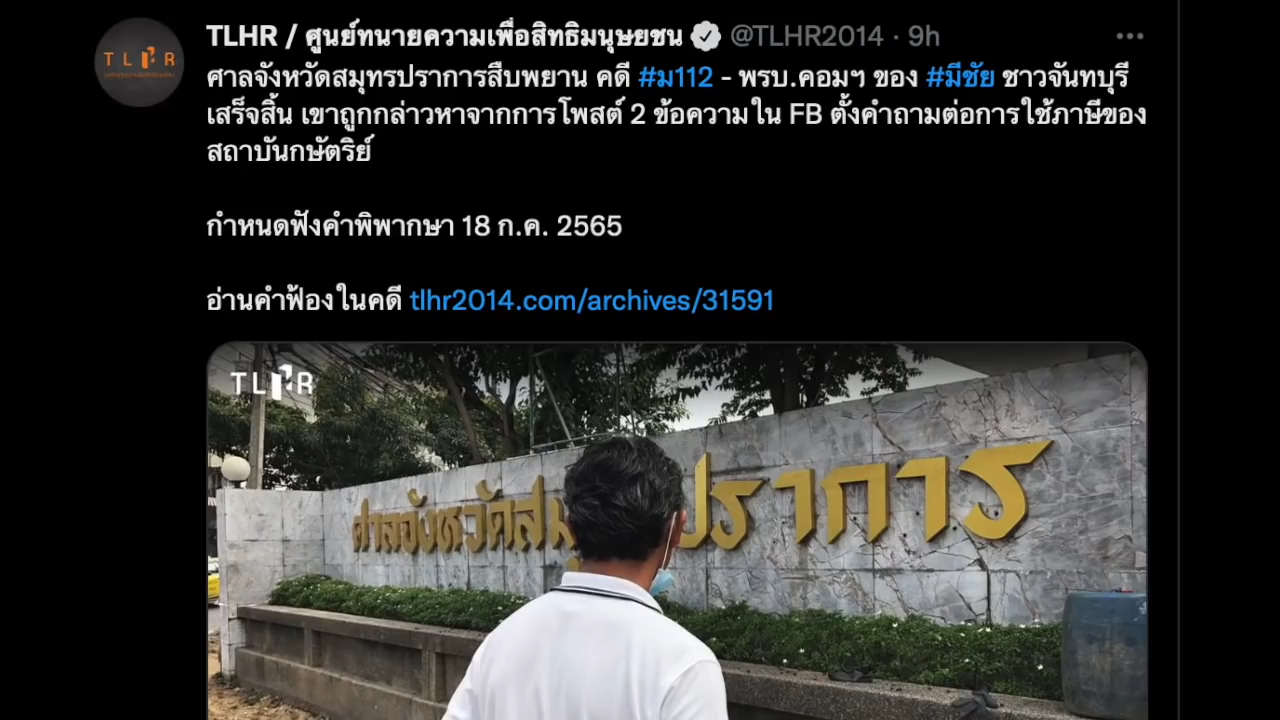 TLHR / ศูนย์ทนายความเพื่อสิทธิมนุษยชน @TLHR2014 · 9h
ศาลจังหวัดสมุทรปราการสืบพยาน คดี #ม112 - พรบ.คอมฯ ของ #มีชัย ชาวจันทบุรี
เสร็จสิ้น เขาถูกกล่าวหาจากการโพสต์ 2 ข้อความใน FB ตั้งคำถามต่อการใช้ภาษีของ
สถาบันกษัตริย์
กำหนดฟังคำพิพากษา 18 ก.ค. 2565
อ่านคำฟ้องในคดี tlhr2014.com/archives/31591
TLHR
ศาลจังหวัดสมุ ปราการ
TLHR